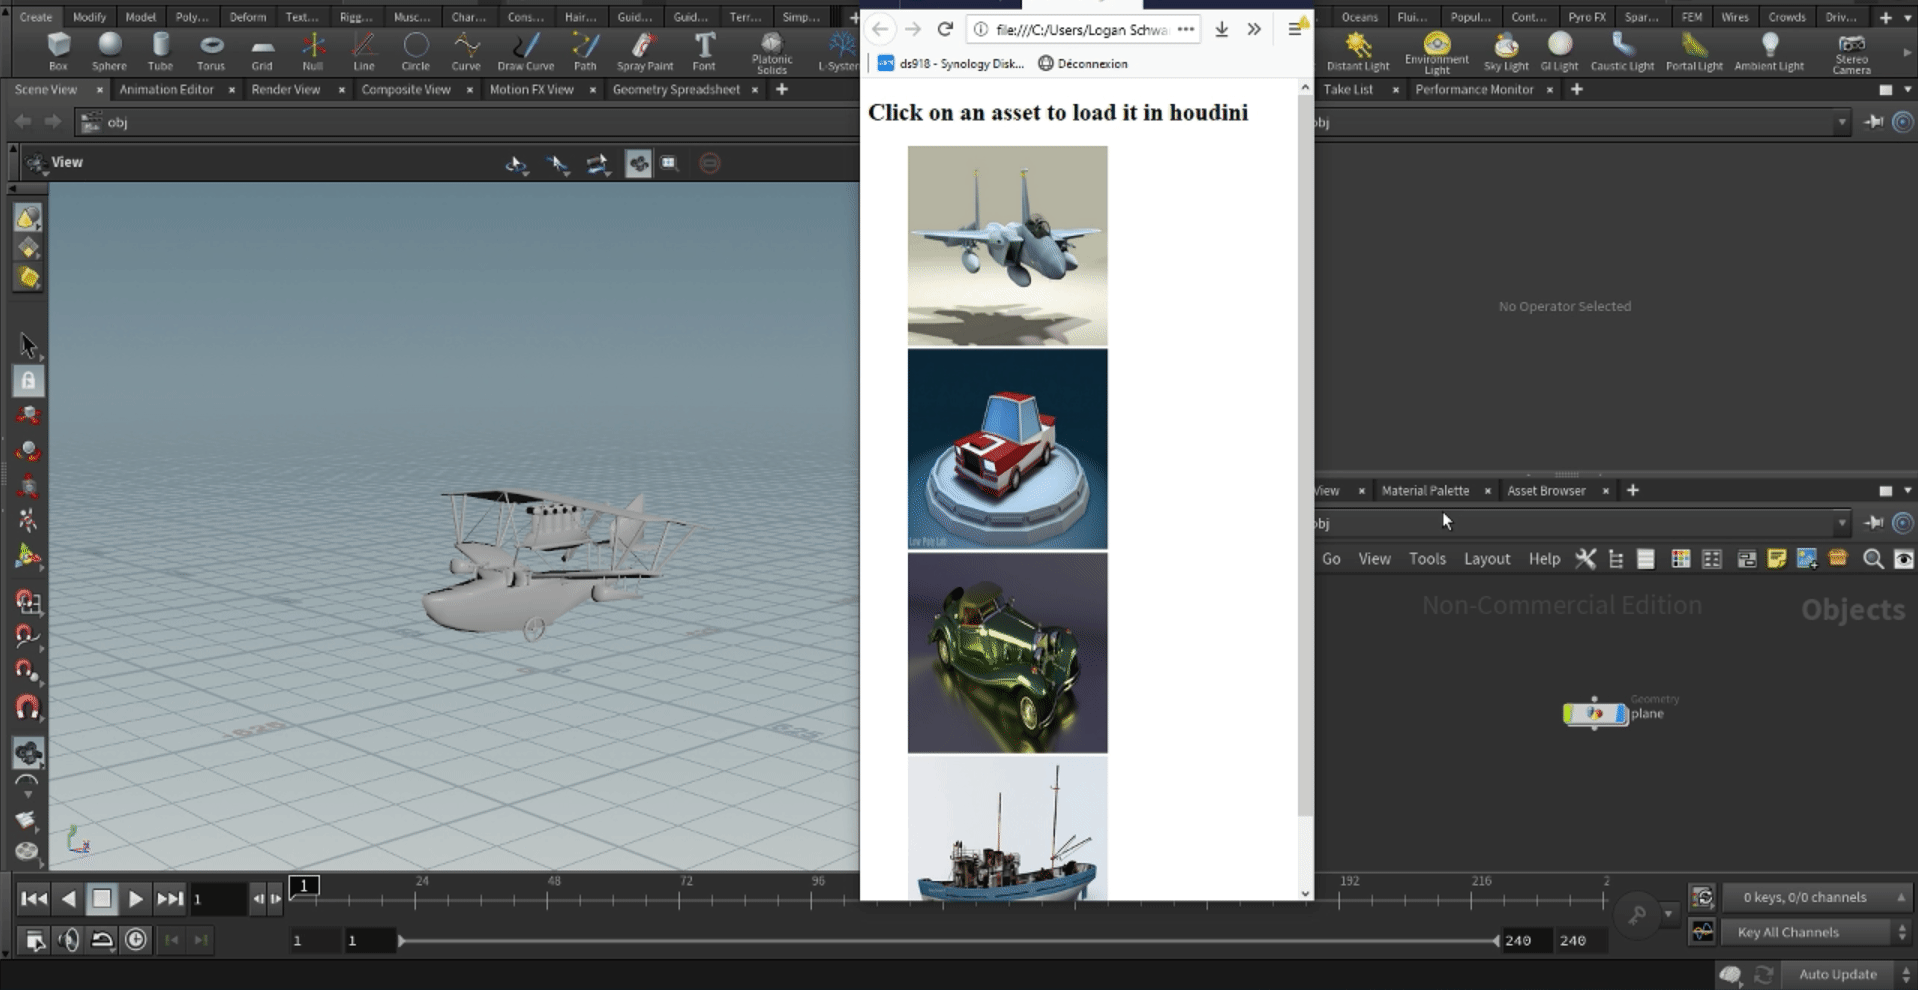 Create Modify Model Poly... Deform Text... Rigg... Musc... Char... Cons... Hair... Guid... Guid... Terr... Simp...
Box Sphere Tube Torus Grid Null Line Circle Curve Draw Curve Path Spray Paint Font Platonic Solids L-System
Scene View Animation Editor Render View Composite View Motion FX View Geometry Spreadsheet
obj
View
file:///C:/Users/Logan Schwa
ds918 - Synology Disk... Déconnexion
Click on an asset to load it in houdini
Low Poly Lab
Oceans Flui... Popul... Cont... Pyro FX Spar... FEM Wires Crowds Driv...
Distant Light Environment Light Sky Light GI Light Caustic Light Portal Light Ambient Light Stereo Camera
Take List Performance Monitor
obj
No Operator Selected
View Material Palette Asset Browser
obj
Go View Tools Layout Help
Non-Commercial Edition Objects
Geometry
plane
1 1 24 48 72 96 192 216 2
0 keys, 0/0 channels
1 1 240 240
Key All Channels
Auto Update